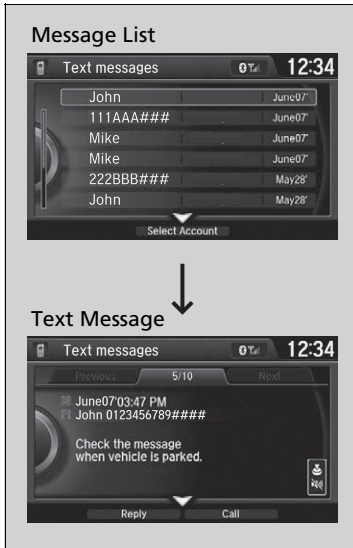 Message List
Text messages 12:34
John June07'
111AAA### June07'
Mike June07'
Mike June07'
222BBB### May28'
John May28'
Select Account
Text Message
Text messages 12:34
Previous 5/10 Next
June07'03:47 PM
John 0123456789####
Check the message
when vehicle is parked.
Reply Call